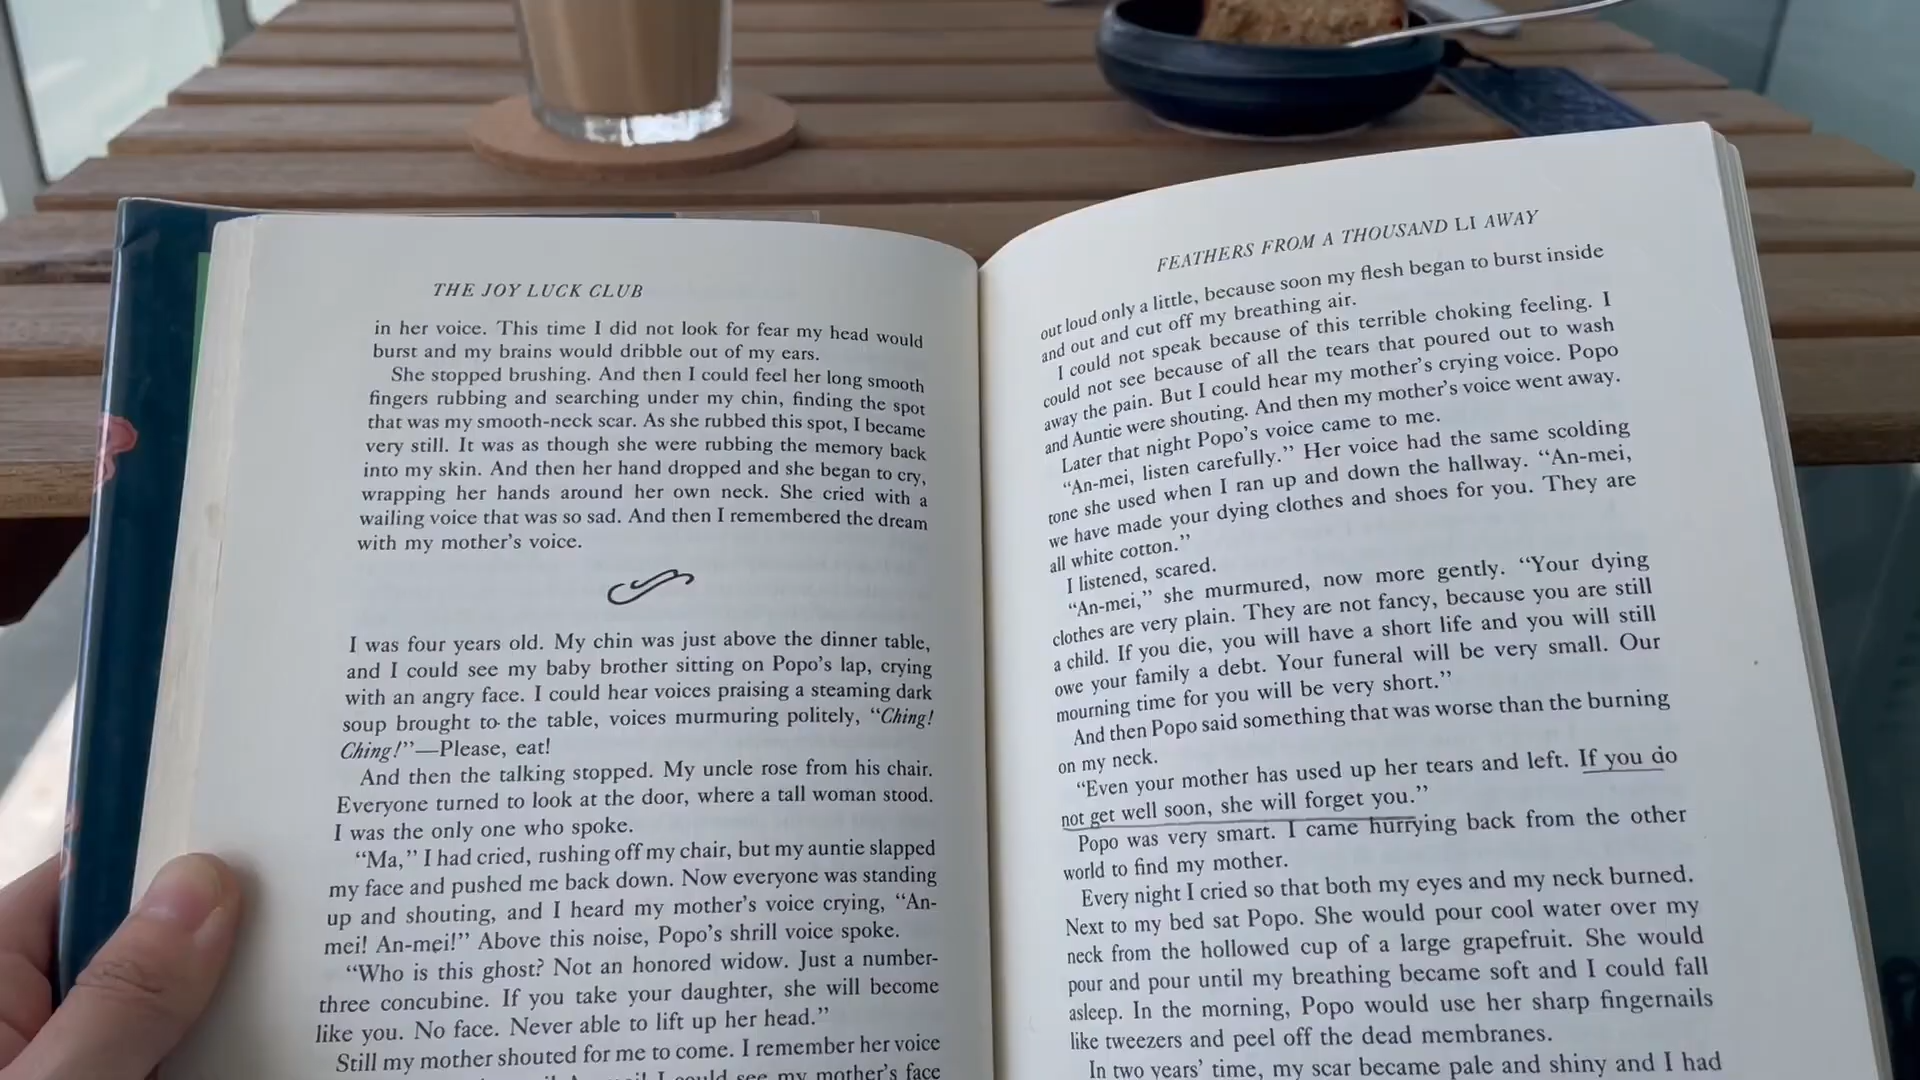 THE JOY LUCK CLUB
in her voice. This time I did not look for fear my head would
burst and my brains would dribble out of my ears.
She stopped brushing. And then I could feel her long smooth
fingers rubbing and searching under my chin, finding the spot
that was my smooth-neck scar. As she rubbed this spot, I became
very still. It was as though she were rubbing the memory back
into my skin. And then her hand dropped and she began to cry,
wrapping her hands around her own neck. She cried with a
wailing voice that was so sad. And then I remembered the dream
with my mother's voice.
I was four years old. My chin was just above the dinner table,
and I could see my baby brother sitting on Popo's lap, crying
with an angry face. I could hear voices praising a steaming dark
soup brought to the table, voices murmuring politely, “Ching!
Ching!”—Please, eat!
And then the talking stopped. My uncle rose from his chair.
Everyone turned to look at the door, where a tall woman stood.
I was the only one who spoke.
“Ma,” I had cried, rushing off my chair, but my auntie slapped
my face and pushed me back down. Now everyone was standing
up and shouting, and I heard my mother's voice crying, “An-
mei! An-mei!” Above this noise, Popo's shrill voice spoke.
“Who is this ghost? Not an honored widow. Just a number-
three concubine. If you take your daughter, she will become
like you. No face. Never able to lift up her head.”
Still my mother shouted for me to come. I remember her voice
I could see my mother's face
FEATHERS FROM A THOUSAND LI AWAY
out loud only a little, because soon my flesh began to burst inside
and out and cut off my breathing air.
I could not speak because of this terrible choking feeling. I
could not see because of all the tears that poured out to wash
away the pain. But I could hear my mother's crying voice. Popo
and Auntie were shouting. And then my mother's voice went away.
Later that night Popo's voice came to me.
“An-mei, listen carefully.” Her voice had the same scolding
tone she used when I ran up and down the hallway. “An-mei,
we have made your dying clothes and shoes for you. They are
all white cotton.”
I listened, scared.
“An-mei,” she murmured, now more gently. “Your dying
clothes are very plain. They are not fancy, because you are still
a child. If you die, you will have a short life and you will still
owe your family a debt. Your funeral will be very small. Our
mourning time for you will be very short.”
And then Popo said something that was worse than the burning
on my neck.
“Even your mother has used up her tears and left. If you do
not get well soon, she will forget you.”
Popo was very smart. I came hurrying back from the other
world to find my mother.
Every night I cried so that both my eyes and my neck burned.
Next to my bed sat Popo. She would pour cool water over my
neck from the hollowed cup of a large grapefruit. She would
pour and pour until my breathing became soft and I could fall
asleep. In the morning, Popo would use her sharp fingernails
like tweezers and peel off the dead membranes.
In two years' time, my scar became pale and shiny and I had